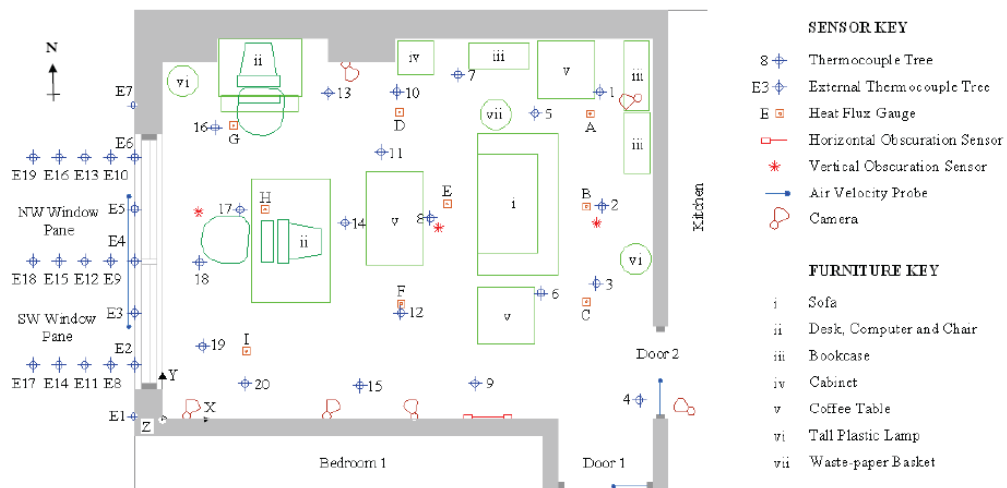 N
E7
E6
E19 E16 E13 E10
NW Window
Pane
E5
E4
E18 E15 E12 E9
SW Window
Pane
E3
E2
E17 E14 E11 E8
E1
Y
X
Z
vi
ii
iv
iii
v
iii
vii
iii
7
13
10
1
16
G
D
5
A
11
H
17
E
B
i
2
14
v
8
ii
vi
18
3
F
6
C
12
v
19
I
20
15
9
4
Door 2
Kitchen
Bedroom 1
Door 1
SENSOR KEY
8 Thermocouple Tree
E3 External Thermocouple Tree
E Heat Flux Gauge
Horizontal Obscuration Sensor
Vertical Obscuration Sensor
Air Velocity Probe
Camera
FURNITURE KEY
i Sofa
ii Desk, Computer and Chair
iii Bookcase
iv Cabinet
v Coffee Table
vi Tall Plastic Lamp
vii Waste-paper Basket